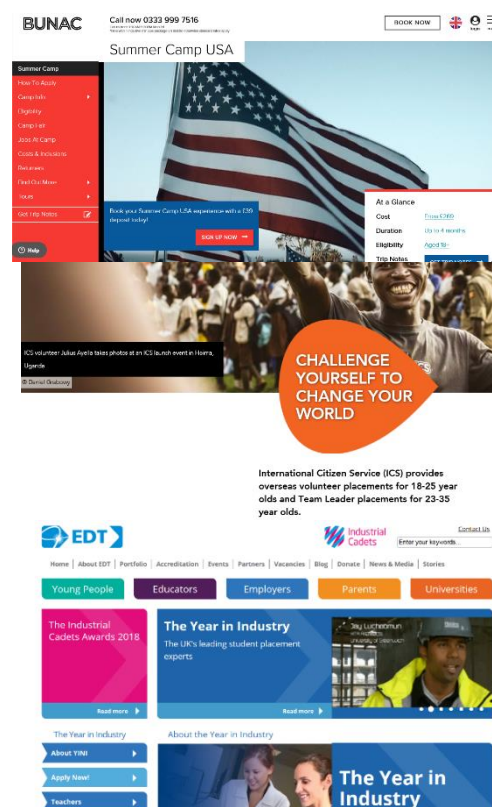 BUNAC
Call now 0333 999 7516
BOOK NOW
Summer Camp USA
Summer Camp
How To Apply
Camp Info
Eligibility
Camp Fair
Jobs At Camp
Costs & Inclusions
Returners
Find Out More
Tours
Get Trip Notes
Help
Book your Summer Camp USA experience with a £39
deposit today!
SIGN UP NOW
At a Glance
Cost
Duration
Up to 4 months
Eligibility
Trip Notes
ICS volunteer Julius Ayella takes photos at an ICS launch event in Hoima,
Uganda
CHALLENGE
YOURSELF TO
CHANGE YOUR
WORLD
International Citizen Service (ICS) provides
overseas volunteer placements for 18-25 year
olds and Team Leader placements for 23-35
year olds.
EDT
Industrial
Cadets
Contact Us
Enter your keywords...
Home | About EDT | Portfolio | Accreditation | Events | Partners | Vacancies | Blog | Donate | News & Media | Stories
Young People
Educators
Employers
Parents
Universities
The Industrial
Cadets Awards 2018
Read more
The Year in Industry
The UK's leading student placement
experts
Read more
The Year in Industry
About YINI
Apply Now!
Teachers
About the Year in Industry
The Year in
Industry